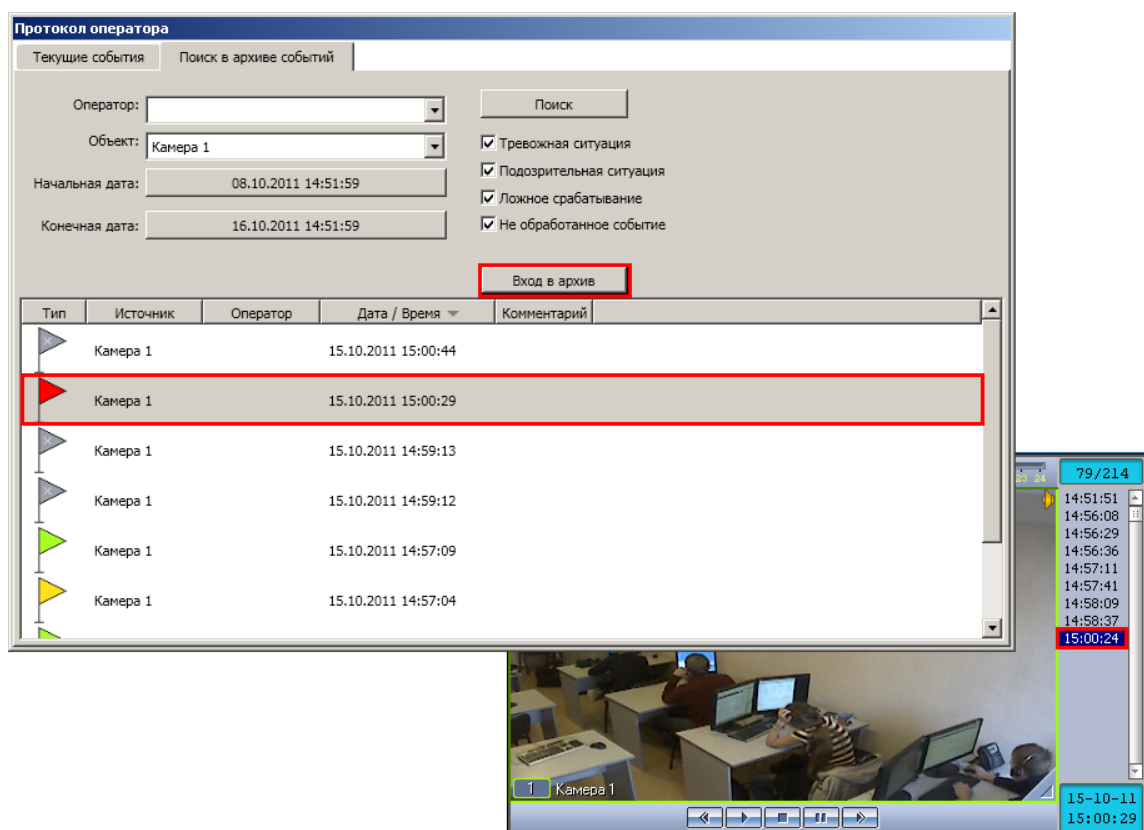 Протокол оператора
Текущие события Поиск в архиве событий
Оператор: Поиск
Объект: Камера 1 Тревожная ситуация
Подозрительная ситуация
Начальная дата: 08.10.2011 14:51:59
Ложное срабатывание
Конечная дата: 16.10.2011 14:51:59 Не обработанное событие
Вход в архив
Тип Источник Оператор Дата / Время Комментарий
Камера 1 15.10.2011 15:00:44
Камера 1 15.10.2011 15:00:29
Камера 1 15.10.2011 14:59:13
Камера 1 15.10.2011 14:59:12
Камера 1 15.10.2011 14:57:09
Камера 1 15.10.2011 14:57:04
23 24 79/214
14:51:51
14:56:08
14:56:29
14:56:36
14:57:11
14:57:41
14:58:09
14:58:37
15:00:24
1 Камера 1
15-10-11
15:00:29